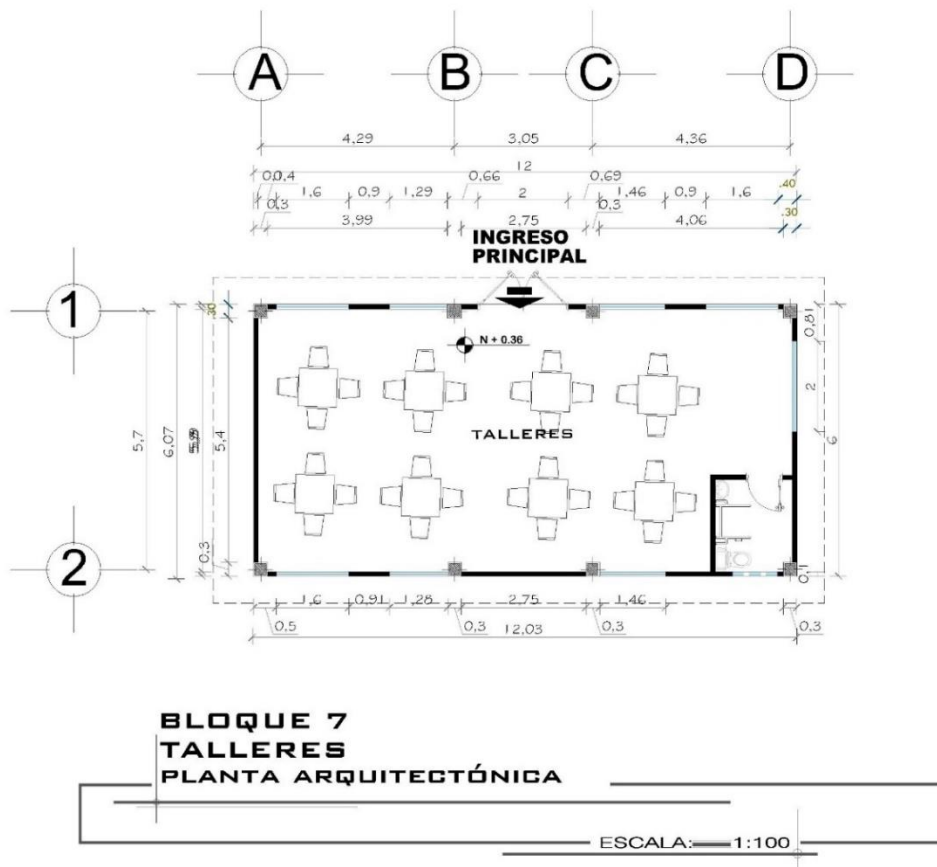 A B C D
4,29 3,05 4,36
12
0,4 0,66 0,69 .40
1,6 0,9 1,29 2 1,46 0,9 1,6
0,3 0,3 .30
3,99 2,75 4,06
INGRESO
PRINCIPAL
1
.30
0,81
N + 0.36
2
TALLERES
5,7 6,07 5,4 6
2
0,3
0,1
1,6 0,91 1,28 2,75 1,46
0,5 0,3 0,3 0,3
12,03
BLOQUE 7
TALLERES
PLANTA ARQUITECTÓNICA
ESCALA: 1:100